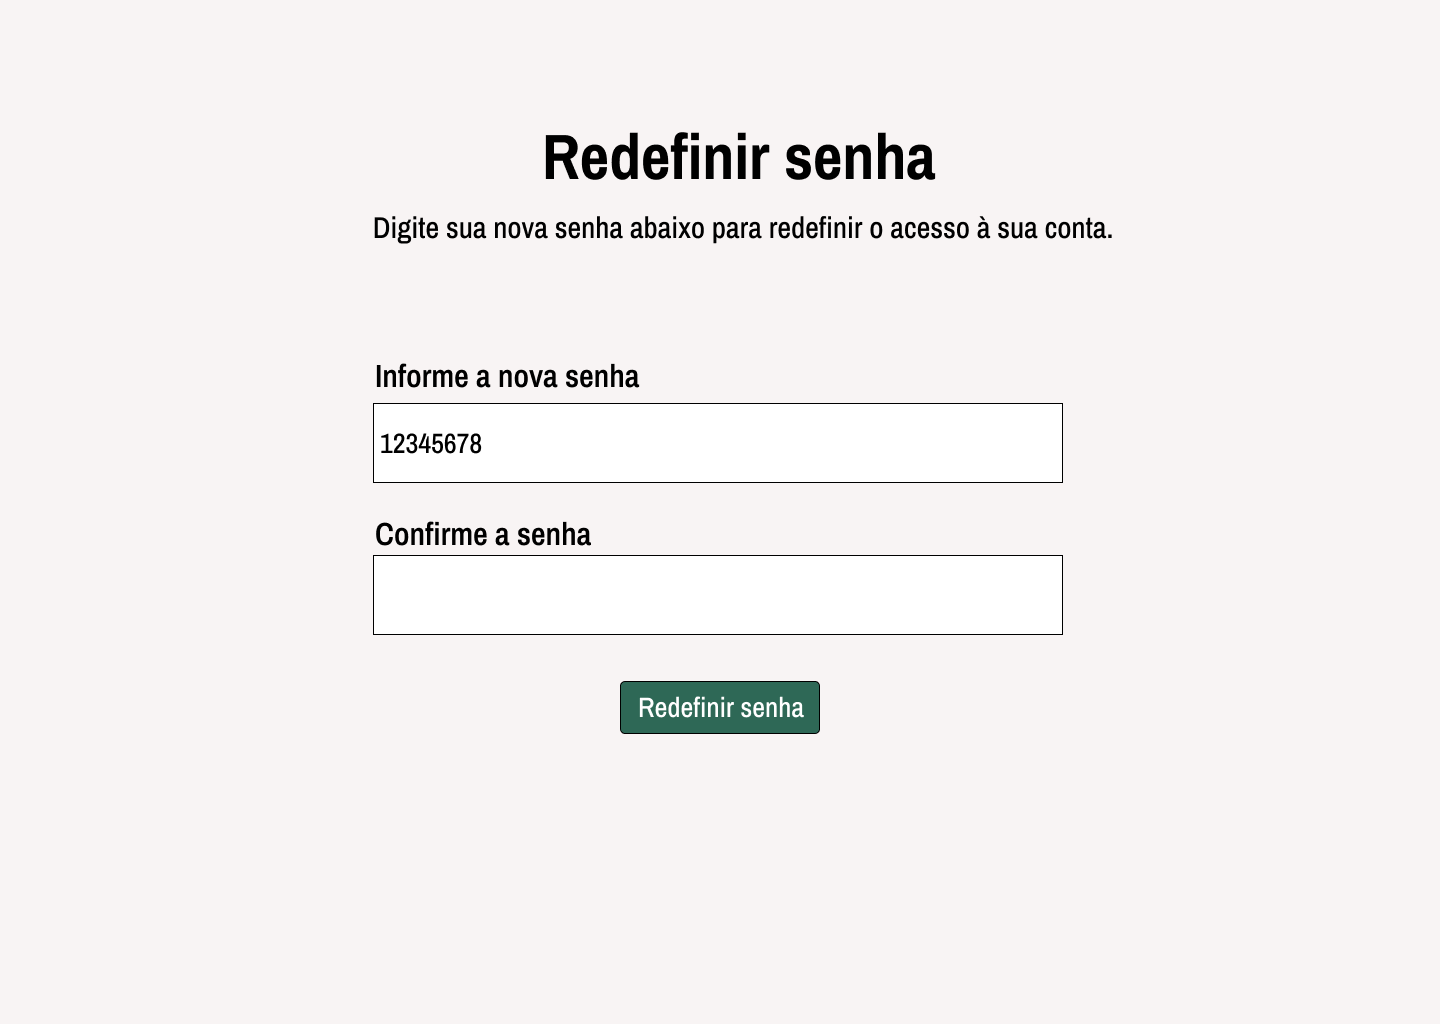 Redefinir senha
Digite sua nova senha abaixo para redefinir o acesso à sua conta.
Informe a nova senha
12345678
Confirme a senha
Redefinir senha